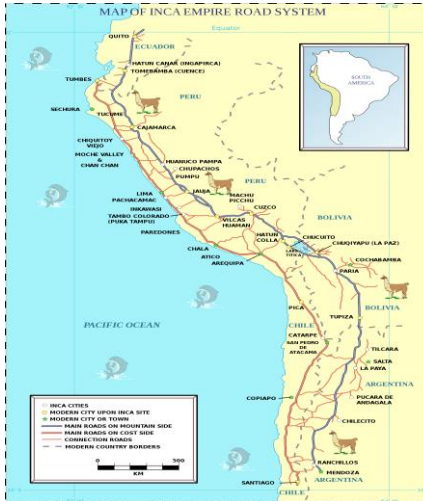 MAP OF INCA EMPIRE ROAD SYSTEM
Equator
QUITO
ECUADOR
HATUN CAÑAR (INGAPIRCA)
TOMEBAMBA (CUENCE)
TUMBES
PERU
SECHURA
TUCUME
CAJAMARCA
CHIQUITOY
VIEJO
MOCHE VALLEY
&
CHAN CHAN
HUANUCO PAMPA
CHUPACHOS
PUMPU
PERU
JAUJA
MACHU
PICCHU
LIMA
PACHACAMAC
CUZCO
INKAWASI
TAMBO COLORADO
(PUKA TAMPU)
VILCAS
HUAMAN
BOLIVIA
PAREDONES
HATUN
COLLA
CHUCUITO
CHUQIYAPU (LA PAZ)
CHALA
ATICO
AREQUIPA
COCHABAMBA
PARIA
PICA
BOLIVIA
TUPIZA
PACIFIC OCEAN
CHILE
CATARPE
SAN PEDRO
DE
ATACAMA
TILCARA
SALTA
LA PAYA
ARGENTINA
COPIAPO
PUCARA DE
ANDAGALA
CHILECITO
RANCHILLOS
MENDOZA
ARGENTINA
SANTIAGO
CHILE
SOUTH
AMERICA
INCA CITIES
MODERN CITY UPON INCA SITE
MODERN CITY OR TOWN
MAIN ROADS ON MOUNTAIN SIDE
MAIN ROADS ON COST SIDE
CONNECTION ROADS
MODERN COUNTRY BORDERS
0 500
KM